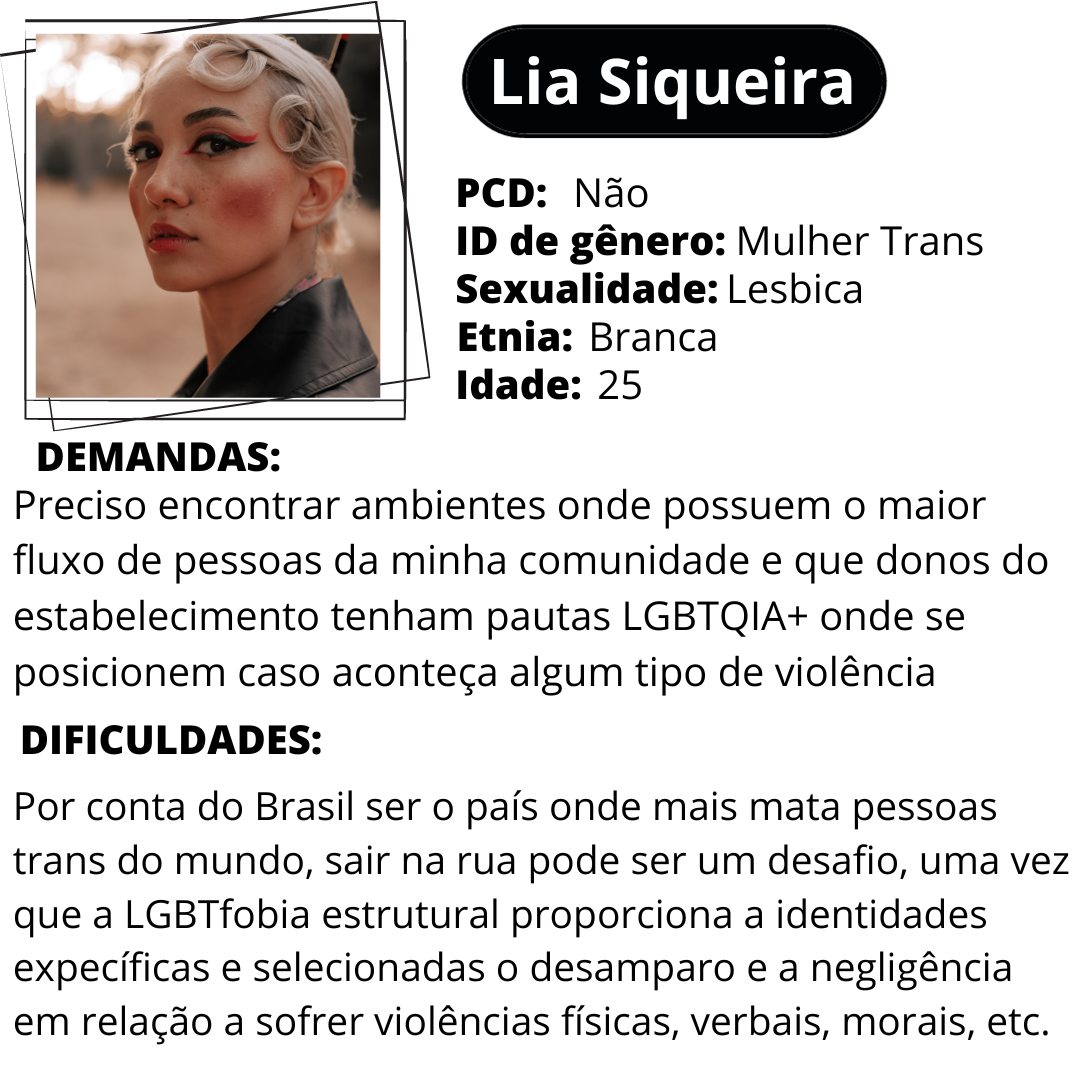 Lia Siqueira
PCD: Não
ID de gênero: Mulher Trans
Sexualidade: Lesbica
Etnia: Branca
Idade: 25
DEMANDAS:
Preciso encontrar ambientes onde possuem o maior
fluxo de pessoas da minha comunidade e que donos do
estabelecimento tenham pautas LGBTQIA+ onde se
posicionem caso aconteça algum tipo de violência
DIFICULDADES:
Por conta do Brasil ser o país onde mais mata pessoas
trans do mundo, sair na rua pode ser um desafio, uma vez
que a LGBTfobia estrutural proporciona a identidades
expecíficas e selecionadas o desamparo e a negligência
em relação a sofrer violências físicas, verbais, morais, etc.